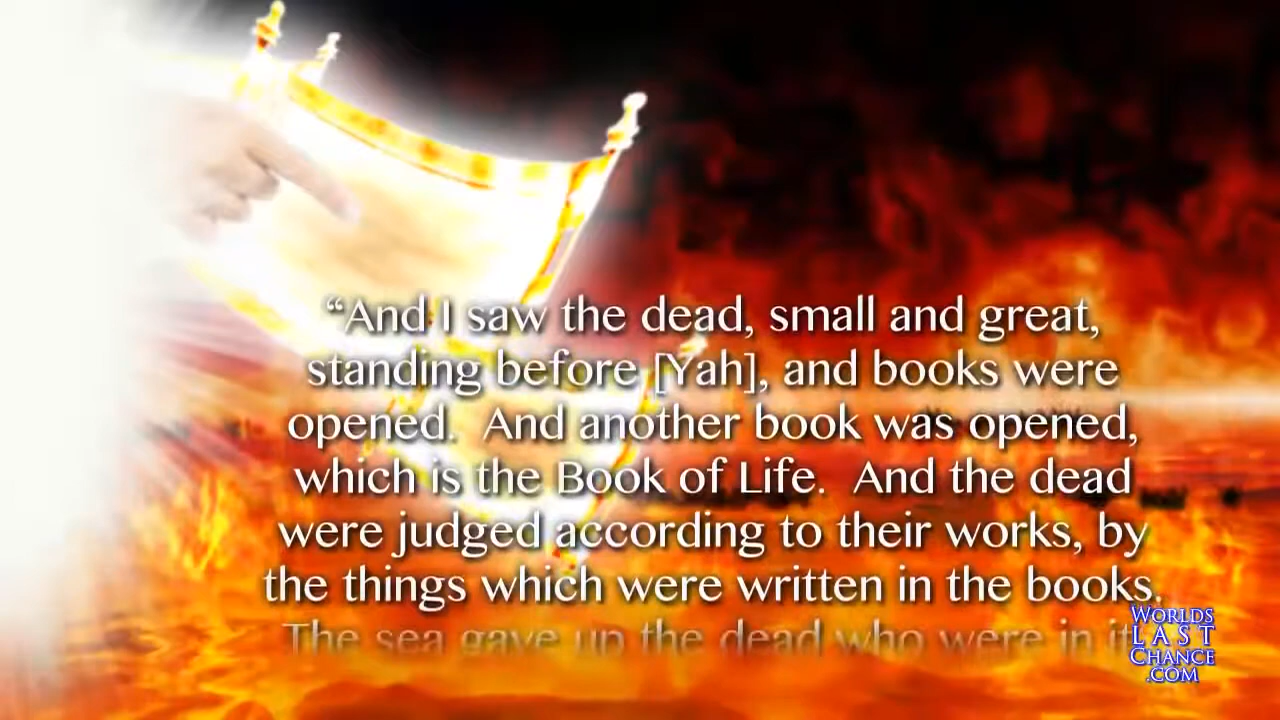 “And I saw the dead, small and great,
standing before [Yah], and books were
opened.  And another book was opened,
which is the Book of Life.  And the dead
were judged according to their works, by
the things which were written in the books.
The sea gave up the dead who were in it
WORLDS
LAST
CHANCE
.COM